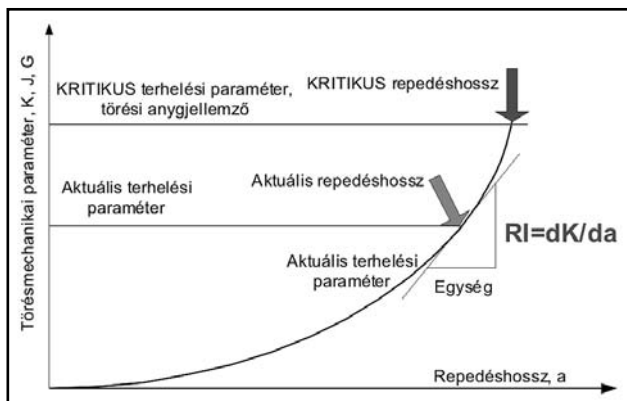 Törésmechanikai paraméter, K, J, G
KRITIKUS terhelési paraméter,
törési anygjellemző
KRITIKUS repedéshossz
Aktuális terhelési
paraméter
Aktuális repedéshossz
RI=dK/da
Aktuális terhelési
paraméter
Egység
Repedéshossz, a